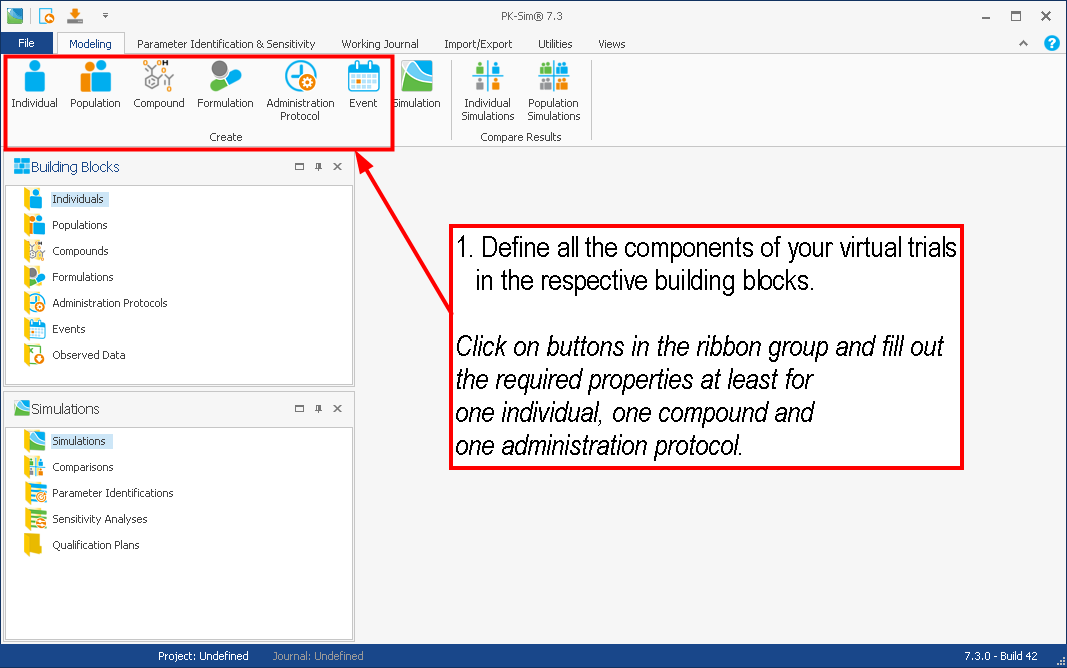 PK-Sim® 7.3
File
Modeling
Parameter Identification & Sensitivity
Working Journal
Import/Export
Utilities
Views
Individual
Population
Compound
Formulation
Administration
Protocol
Event
Simulation
Individual
Simulations
Population
Simulations
Create
Compare Results
Building Blocks
Individuals
Populations
Compounds
Formulations
Administration Protocols
Events
Observed Data
Simulations
Simulations
Comparisons
Parameter Identifications
Sensitivity Analyses
Qualification Plans
1. Define all the components of your virtual trials
in the respective building blocks.
Click on buttons in the ribbon group and fill out
the required properties at least for
one individual, one compound and
one administration protocol.
Project: Undefined
Journal: Undefined
7.3.0 - Build 42